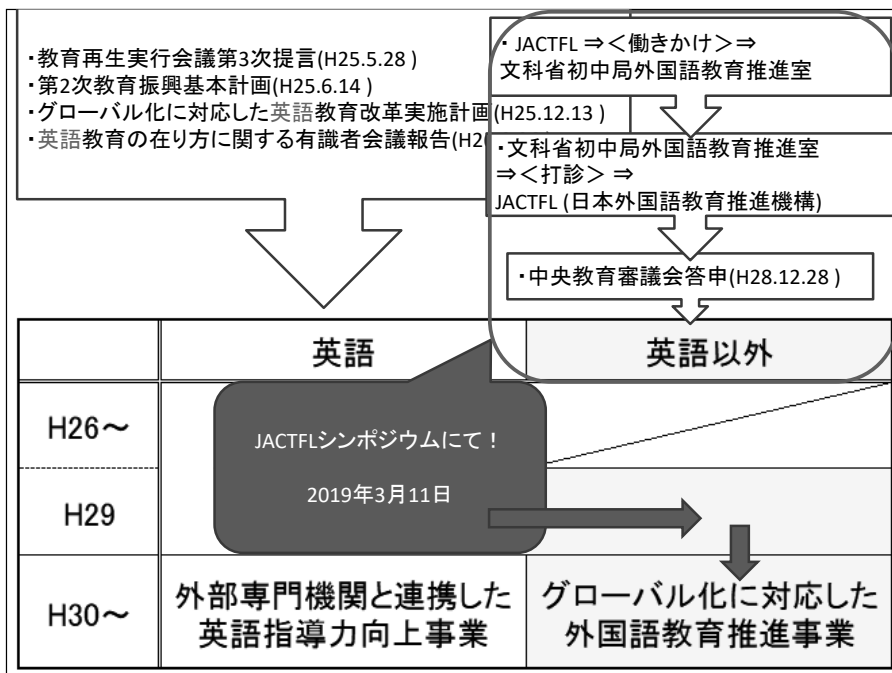 ・教育再生実行会議第3次提言(H25.5.28 )
・第2次教育振興基本計画(H25.6.14 )
・グローバル化に対応した英語教育改革実施計画(H25.12.13 )
・英語教育の在り方に関する有識者会議報告(H2
・ JACTFL ⇒＜働きかけ＞⇒
文科省初中局外国語教育推進室
・文科省初中局外国語教育推進室
⇒＜打診＞ ⇒
JACTFL (日本外国語教育推進機構)
・中央教育審議会答申(H28.12.28 )
英語
英語以外
H26～
JACTFLシンポジウムにて！
2019年3月11日
H29
H30～
外部専門機関と連携した
英語指導力向上事業
グローバル化に対応した
外国語教育推進事業